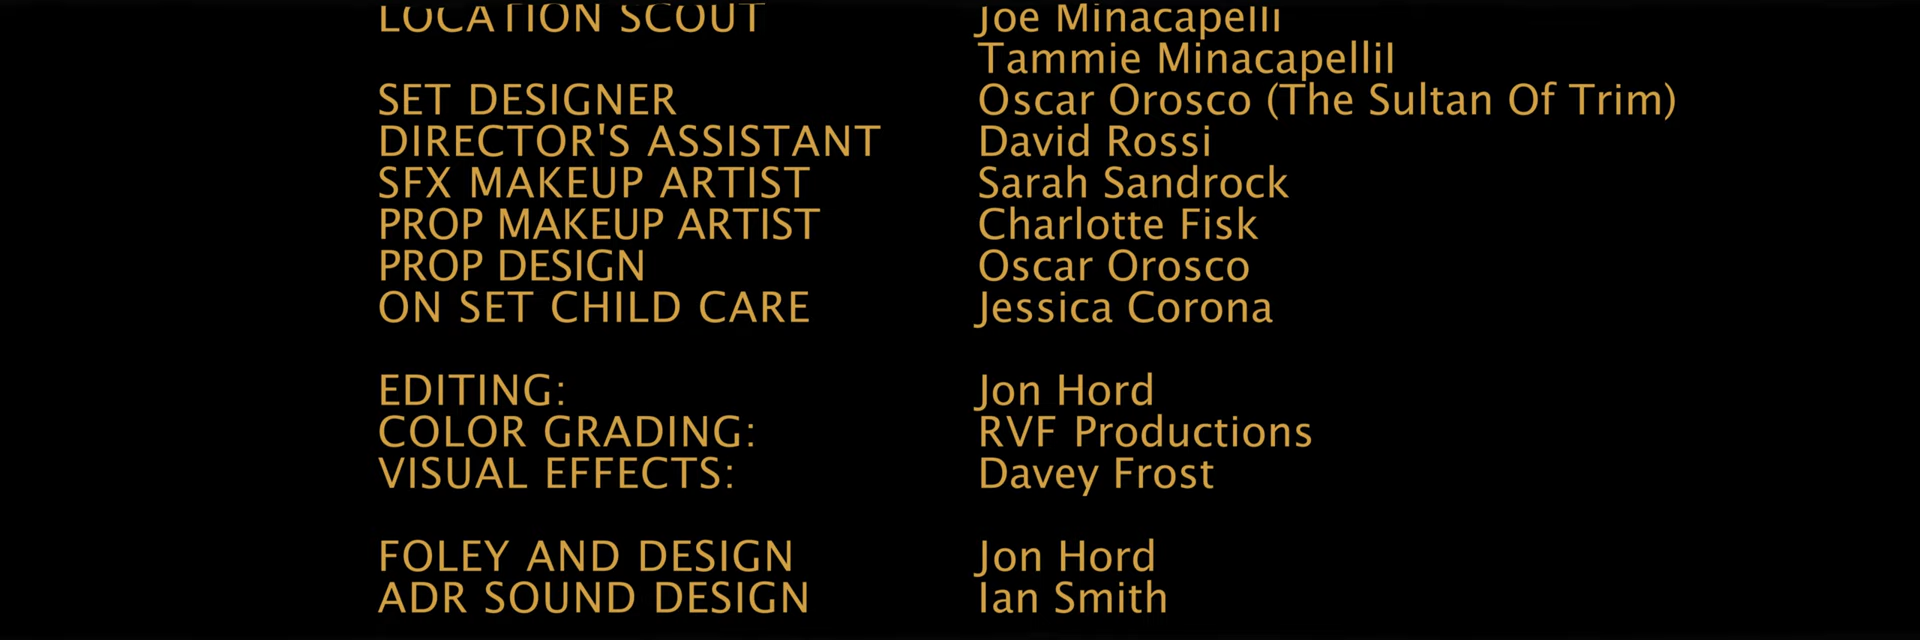 LOCATION SCOUT Joe Minacapelli
Tammie Minacapellil
SET DESIGNER Oscar Orosco (The Sultan Of Trim)
DIRECTOR'S ASSISTANT David Rossi
SFX MAKEUP ARTIST Sarah Sandrock
PROP MAKEUP ARTIST Charlotte Fisk
PROP DESIGN Oscar Orosco
ON SET CHILD CARE Jessica Corona
EDITING: Jon Hord
COLOR GRADING: RVF Productions
VISUAL EFFECTS: Davey Frost
FOLEY AND DESIGN Jon Hord
ADR SOUND DESIGN Ian Smith